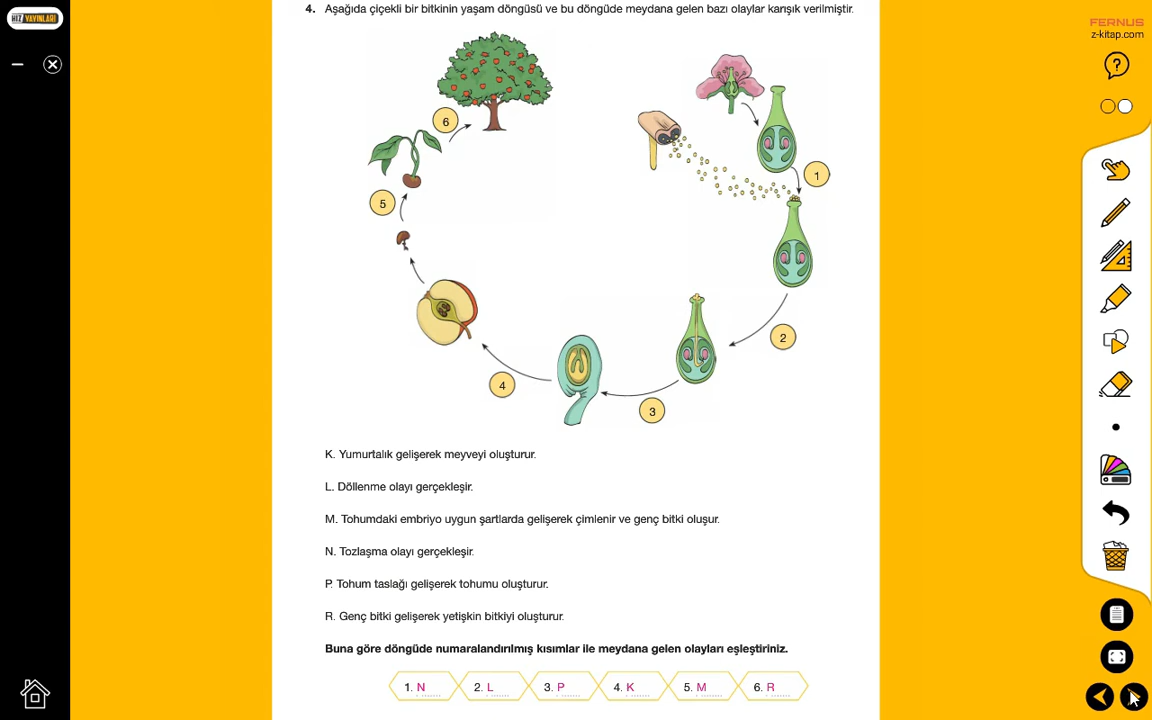 HIZ YAYINLARI
FERNUS
z-kitap.com
4. Aşağıda çiçekli bir bitkinin yaşam döngüsü ve bu döngüde meydana gelen bazı olaylar karışık verilmiştir.
6
1
5
2
4
3
K. Yumurtalık gelişerek meyveyi oluşturur.
L. Döllenme olayı gerçekleşir.
M. Tohumdaki embriyo uygun şartlarda gelişerek çimlenir ve genç bitki oluşur.
N. Tozlaşma olayı gerçekleşir.
P. Tohum taslağı gelişerek tohumu oluşturur.
R. Genç bitki gelişerek yetişkin bitkiyi oluşturur.
Buna göre döngüde numaralandırılmış kısımlar ile meydana gelen olayları eşleştiriniz.
1. N 2. L 3. P 4. K 5. M 6. R